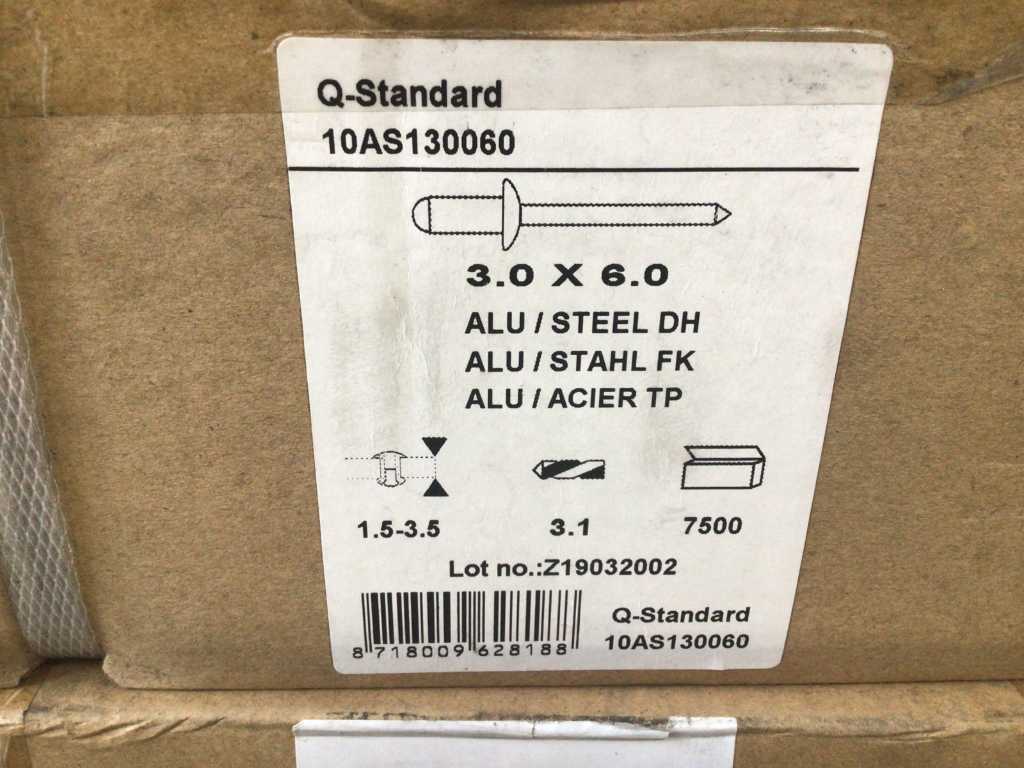 Q-Standard
10AS130060
3.0 X 6.0
ALU / STEEL DH
ALU / STAHL FK
ALU / ACIER TP
1.5-3.5
3.1
7500
Lot no.:Z19032002
8 718009 628188
Q-Standard
10AS130060